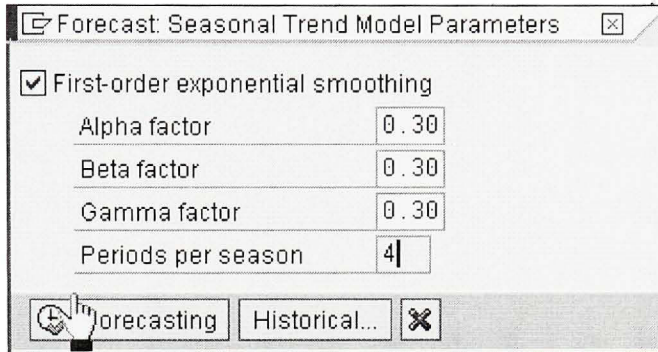 Forecast: Seasonal Trend Model Parameters
First-order exponential smoothing
Alpha factor 0.30
Beta factor 0.30
Gamma factor 0.30
Periods per season 4
orecasting Historical...